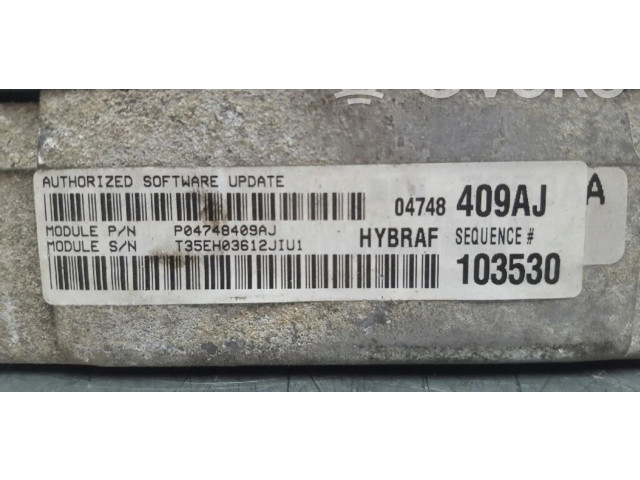 AUTHORIZED SOFTWARE UPDATE
04748 409AJ
MODULE P/N P04748409AJ
MODULE S/N T35EH03612JIU1
HYBRAF SEQUENCE #
103530
A